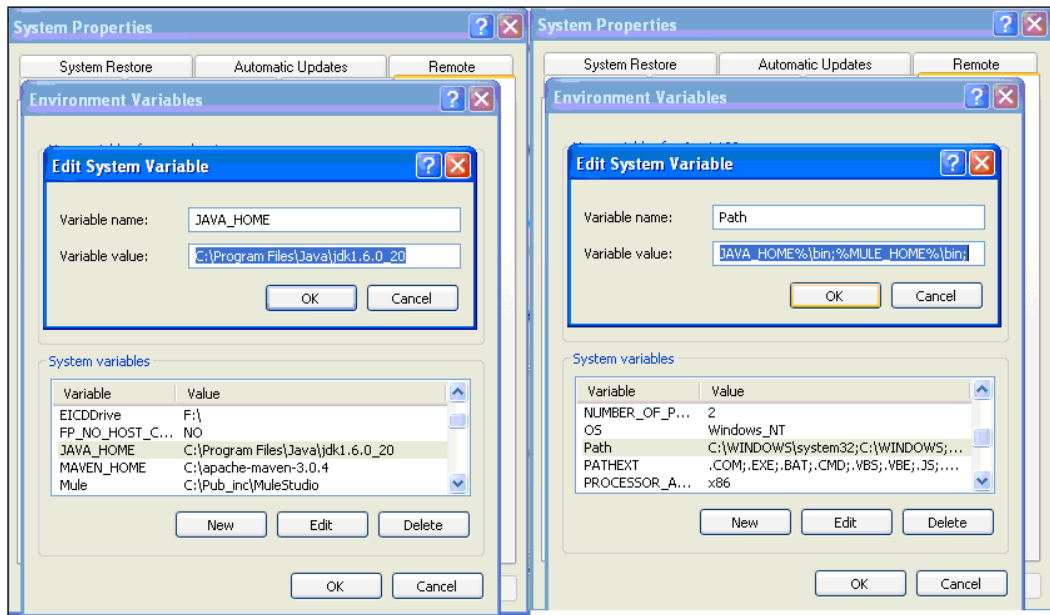 System Properties
System Restore Automatic Updates Remote
Environment Variables
Edit System Variable
Variable name: JAVA_HOME
Variable value: C:\Program Files\Java\jdk1.6.0_20
OK Cancel
System variables
Variable Value
EICDDrive F:\
FP_NO_HOST_C... NO
JAVA_HOME C:\Program Files\Java\jdk1.6.0_20
MAVEN_HOME C:\apache-maven-3.0.4
Mule C:\Pub_inc\MuleStudio
New Edit Delete
OK Cancel
System Properties
System Restore Automatic Updates Remote
Environment Variables
Edit System Variable
Variable name: Path
Variable value: JAVA_HOME%\bin;%MULE_HOME%\bin;
OK Cancel
System variables
Variable Value
NUMBER_OF_P... 2
OS Windows_NT
Path C:\WINDOWS\system32;C:\WINDOWS;...
PATHEXT .COM;.EXE;.BAT;.CMD;.VBS;.VBE;.JS;....
PROCESSOR_A... x86
New Edit Delete
OK Cancel